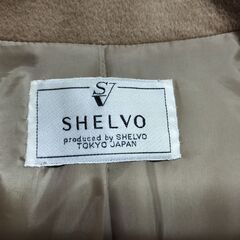 SV
SHELVO
produced by SHELVO
TOKYO JAPAN